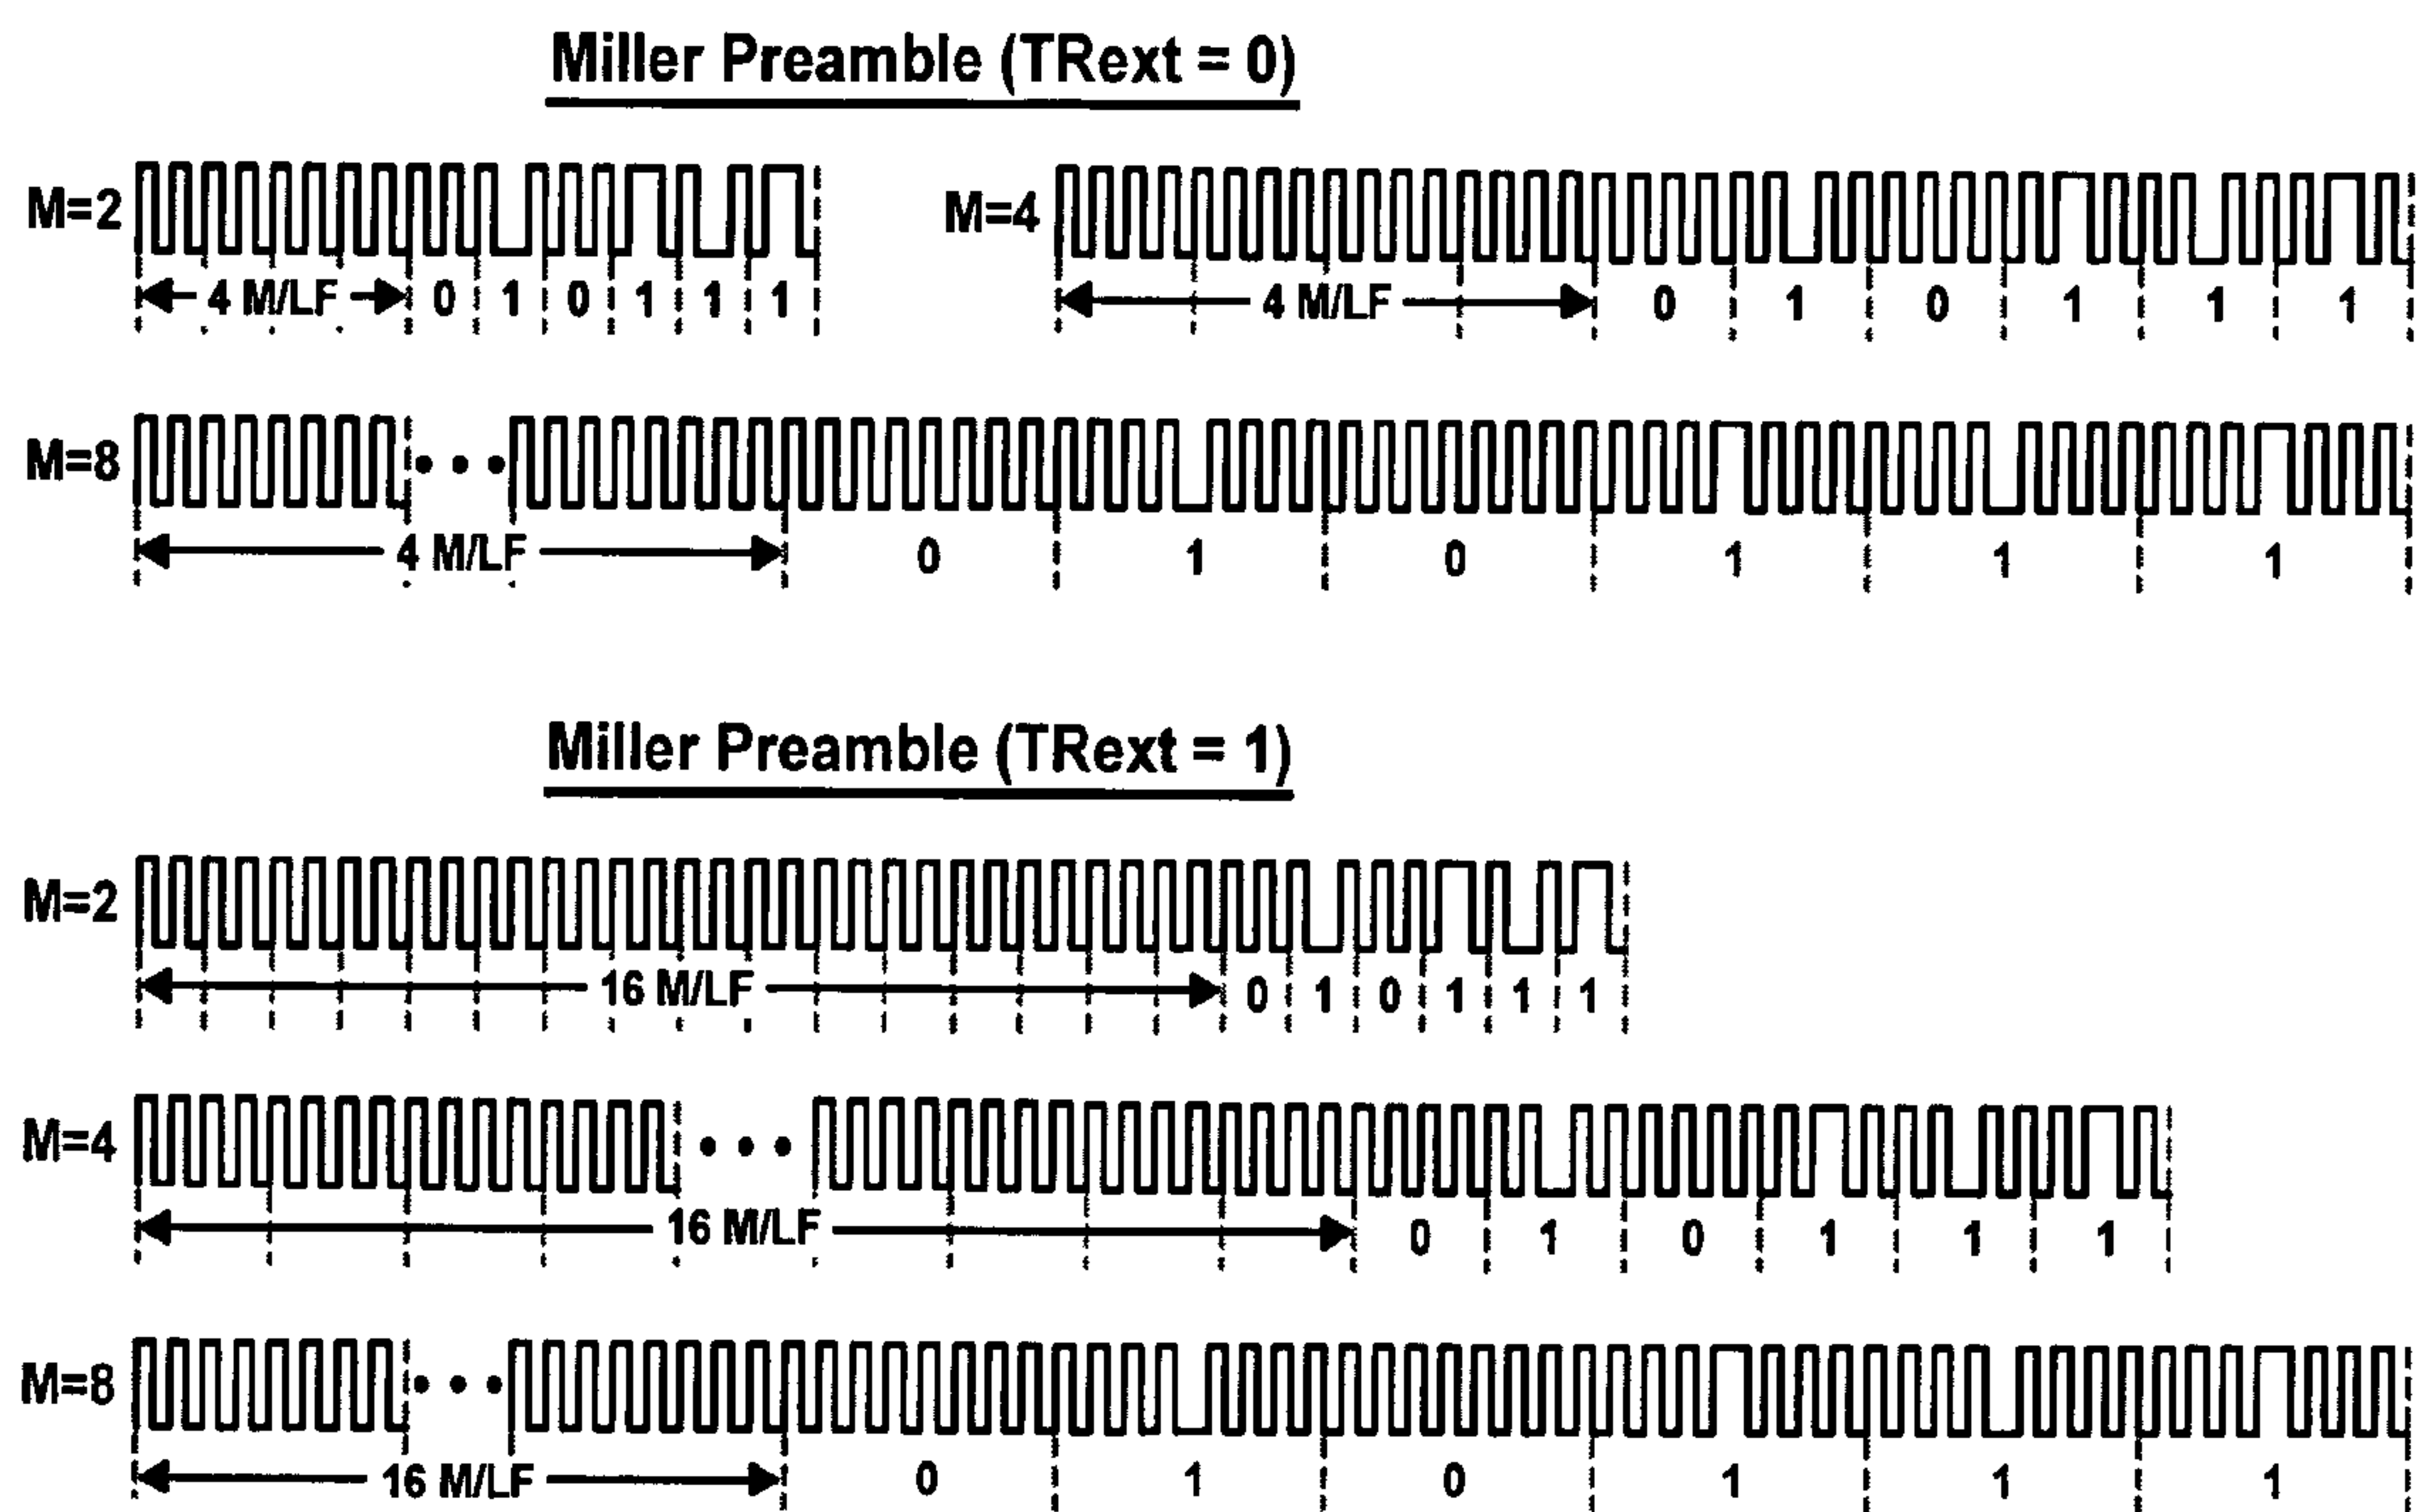 Miller Preamble (TRext = 0)
M=2 4 M/LF 0 1 0 1 1 1
M=4 4 M/LF 0 1 0 1 1 1
M=8 4 M/LF 0 1 0 1 1 1
Miller Preamble (TRext = 1)
M=2 16 M/LF 0 1 0 1 1 1
M=4 16 M/LF 0 1 0 1 1 1
M=8 16 M/LF 0 1 0 1 1 1